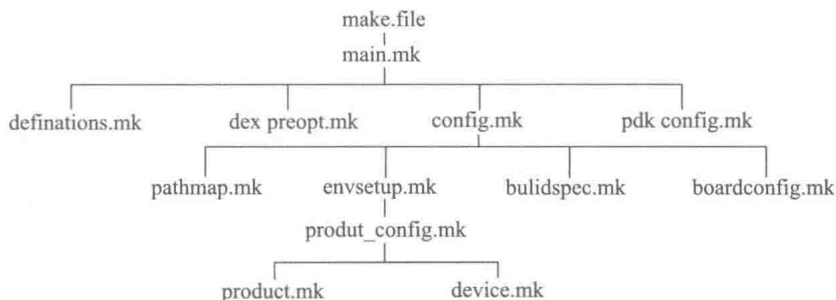 make.file
main.mk
definations.mk dex preopt.mk config.mk pdk config.mk
pathmap.mk envsetup.mk bulidspec.mk boardconfig.mk
produt_config.mk
product.mk device.mk